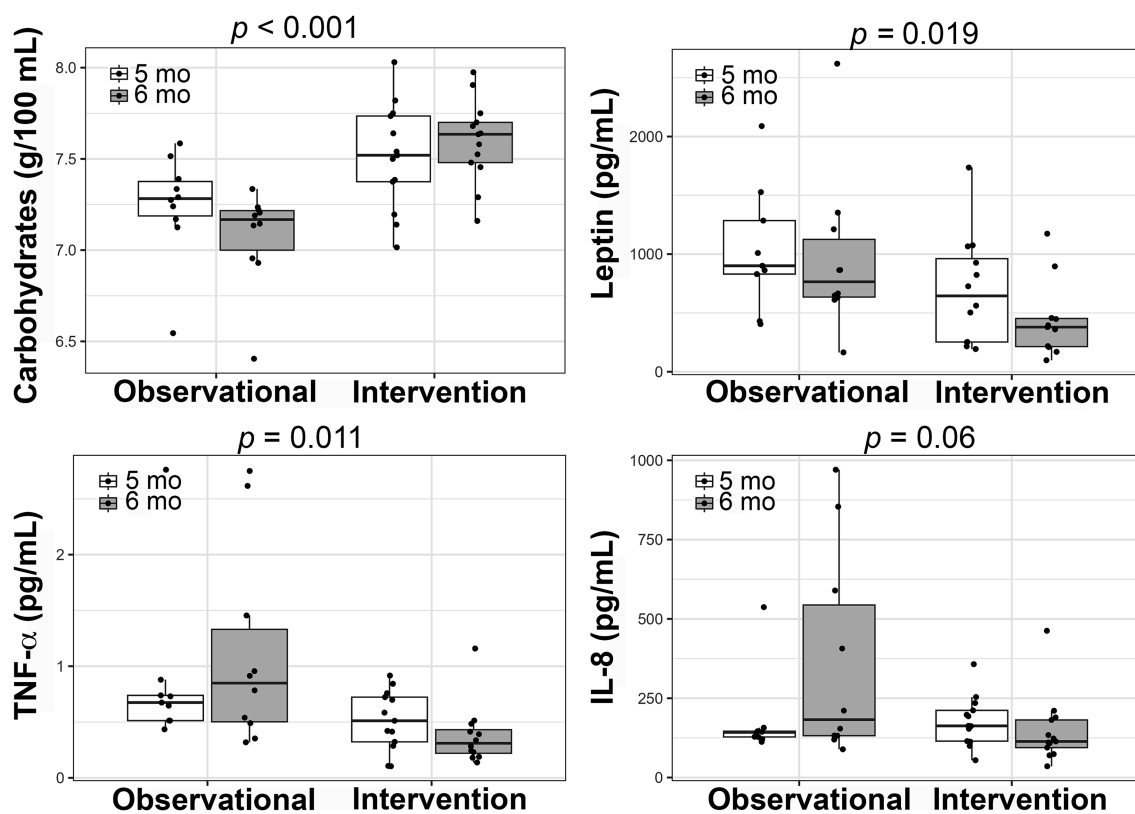 p < 0.001
Carbohydrates (g/100 mL)
8.0
7.5
7.0
6.5
5 mo
6 mo
Observational Intervention
p = 0.019
Leptin (pg/mL)
2000
1000
0
5 mo
6 mo
Observational Intervention
p = 0.011
TNF-α (pg/mL)
2
1
0
5 mo
6 mo
Observational Intervention
p = 0.06
IL-8 (pg/mL)
1000
750
500
250
0
5 mo
6 mo
Observational Intervention